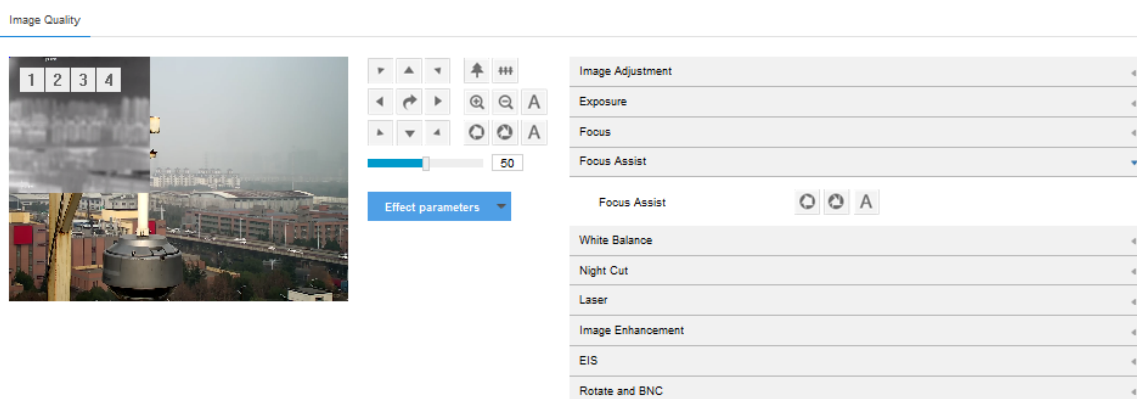 Image Quality
1 2 3 4
A
A
50
Effect parameters
Image Adjustment
Exposure
Focus
Focus Assist
Focus Assist
A
White Balance
Night Cut
Laser
Image Enhancement
EIS
Rotate and BNC